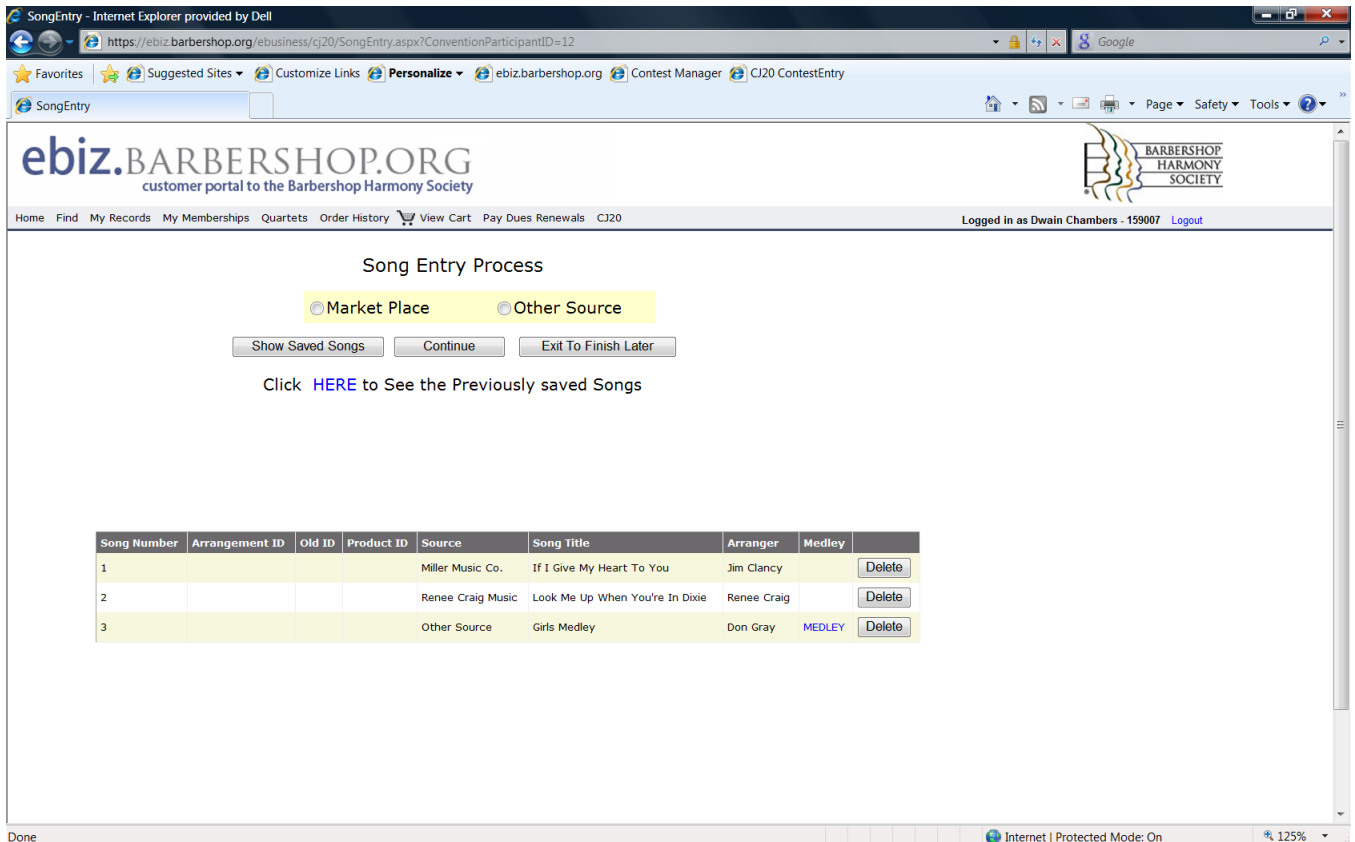 SongEntry - Internet Explorer provided by Dell
https://ebiz.barbershop.org/ebusiness/cj20/SongEntry.aspx?ConventionParticipantID=12
Google
Favorites Suggested Sites Customize Links Personalize ebiz.barbershop.org Contest Manager CJ20 ContestEntry
SongEntry
Page Safety Tools
ebiz.BARBERSHOP.ORG
customer portal to the Barbershop Harmony Society
BARBERSHOP
HARMONY
SOCIETY
Home Find My Records My Memberships Quartets Order History View Cart Pay Dues Renewals CJ20
Logged in as Dwain Chambers - 159007 Logout
Song Entry Process
Market Place Other Source
Show Saved Songs Continue Exit To Finish Later
Click HERE to See the Previously saved Songs
Song Number Arrangement ID Old ID Product ID Source Song Title Arranger Medley
1 Miller Music Co. If I Give My Heart To You Jim Clancy Delete
2 Renee Craig Music Look Me Up When You're In Dixie Renee Craig Delete
3 Other Source Girls Medley Don Gray MEDLEY Delete
Done
Internet | Protected Mode: On
125%